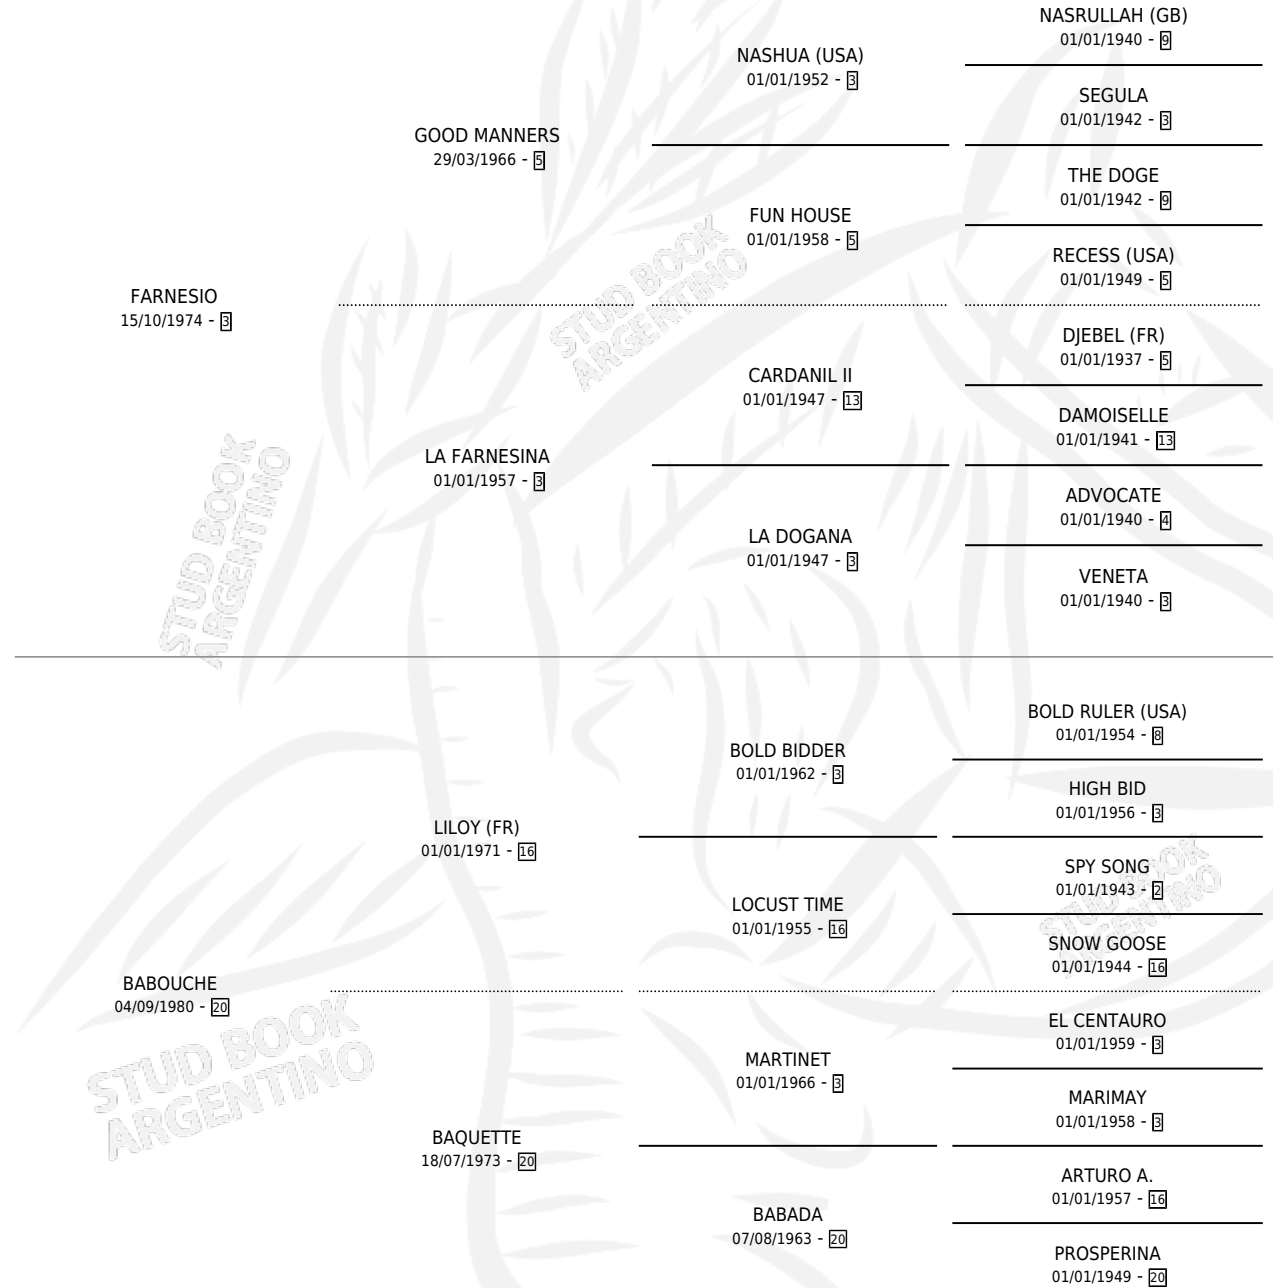 NASRULLAH (GB)
01/01/1940 - 9
NASHUA (USA)
01/01/1952 - 3
SEGULA
01/01/1942 - 3
GOOD MANNERS
29/03/1966 - 5
THE DOGE
01/01/1942 - 9
FUN HOUSE
01/01/1958 - 5
RECESS (USA)
01/01/1949 - 5
FARNESIO
15/10/1974 - 3
DJEBEL (FR)
01/01/1937 - 5
CARDANIL II
01/01/1947 - 13
DAMOISELLE
01/01/1941 - 13
LA FARNESINA
01/01/1957 - 3
ADVOCATE
01/01/1940 - 4
LA DOGANA
01/01/1947 - 3
VENETA
01/01/1940 - 3
BOLD RULER (USA)
01/01/1954 - 8
BOLD BIDDER
01/01/1962 - 3
HIGH BID
01/01/1956 - 3
LILOY (FR)
01/01/1971 - 16
SPY SONG
01/01/1943 - 2
LOCUST TIME
01/01/1955 - 16
SNOW GOOSE
01/01/1944 - 16
BABOUCHE
04/09/1980 - 20
EL CENTAURO
01/01/1959 - 3
MARTINET
01/01/1966 - 3
MARIMAY
01/01/1958 - 3
BAQUETTE
18/07/1973 - 20
ARTURO A.
01/01/1957 - 16
BABADA
07/08/1963 - 20
PROSPERINA
01/01/1949 - 20
STUD BOOK
ARGENTINO
STUD BOOK
ARGENTINO
STUD BOOK
ARGENTINO
STUD BOOK
ARGENTINO